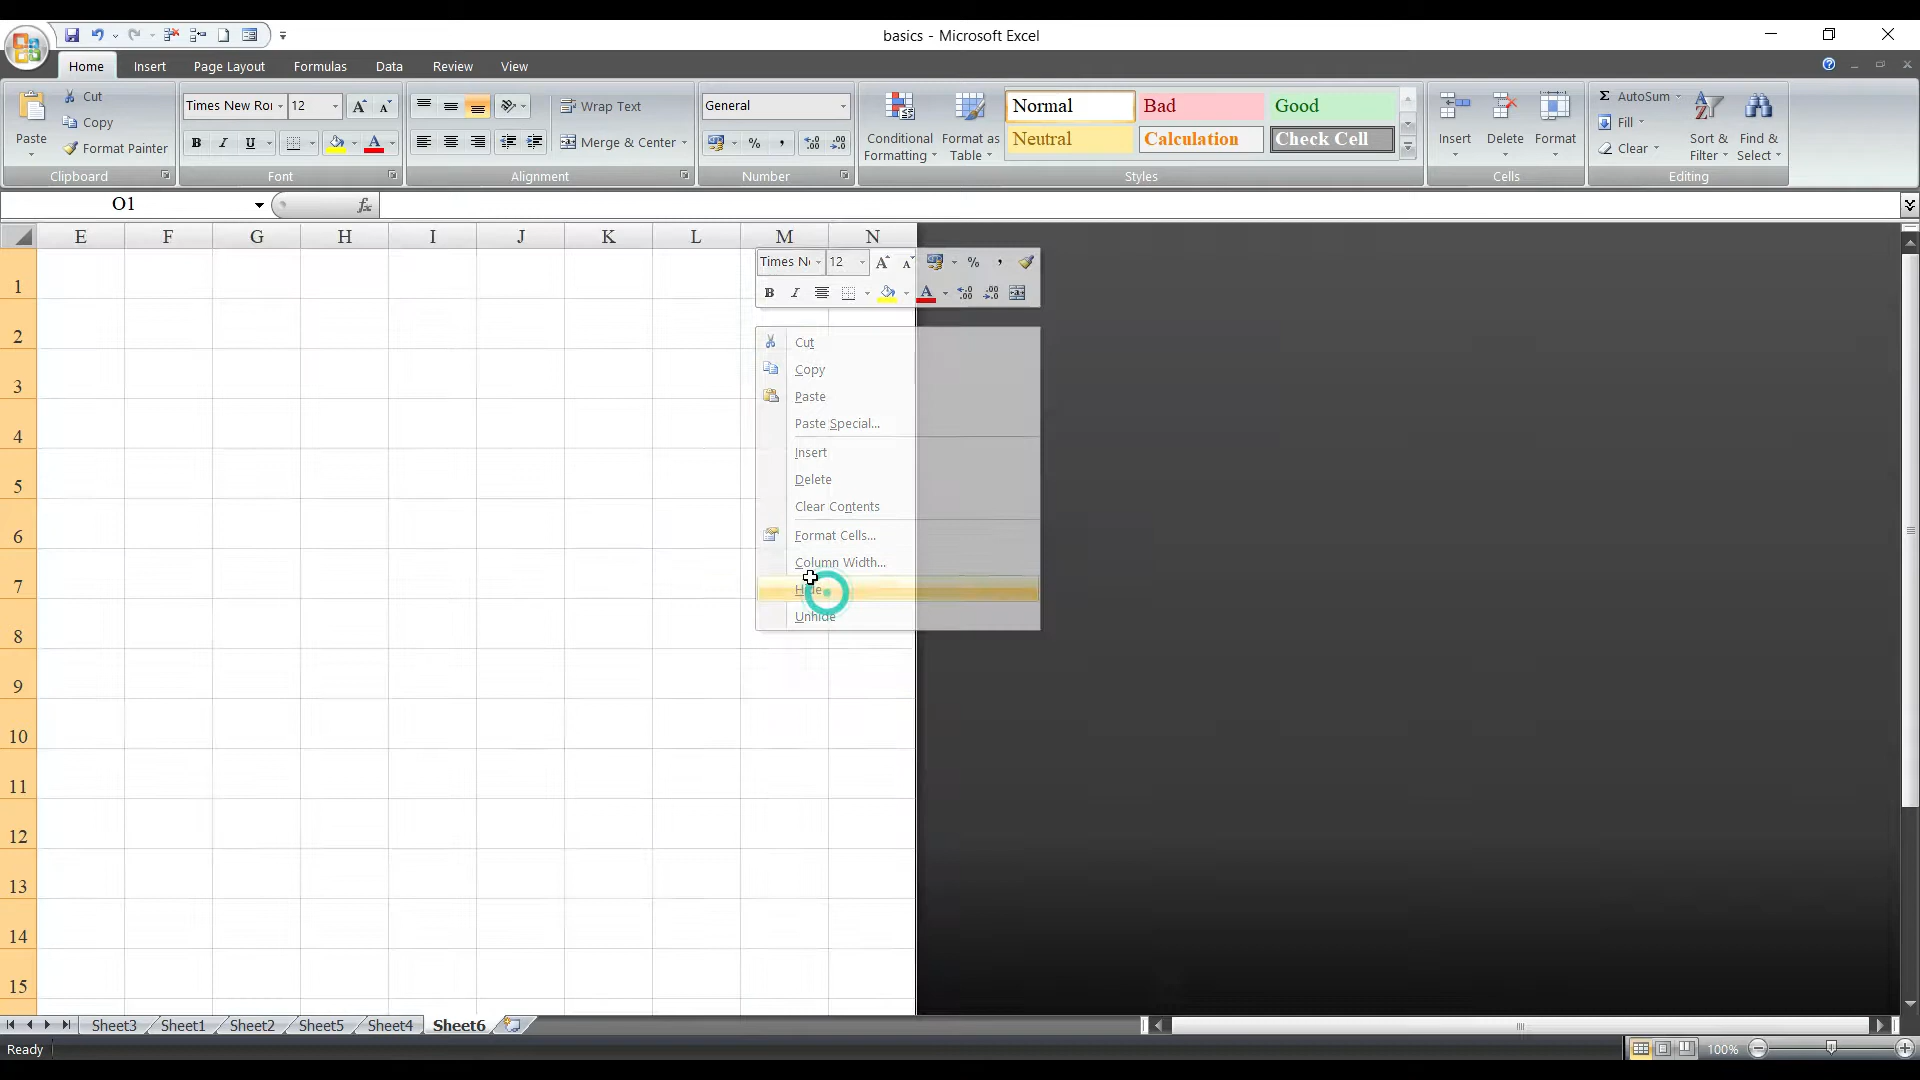 basics - Microsoft Excel
Home Insert Page Layout Formulas Data Review View
Paste
Cut
Copy
Format Painter
Clipboard
Times New Ro 12
B I U
Font
Wrap Text
Merge & Center
Alignment
General
%
Number
Conditional Formatting
Format as Table
Normal Bad Good
Neutral Calculation Check Cell
Styles
Insert Delete Format
Cells
AutoSum
Fill
Clear
Sort & Filter
Find & Select
Editing
O1
fx
E F G H I J K L M N
1
2
3
4
5
6
7
8
9
10
11
12
13
14
15
Times N 12
%
B I
Cut
Copy
Paste
Paste Special...
Insert
Delete
Clear Contents
Format Cells...
Column Width...
Hide
Unhide
Sheet3 Sheet1 Sheet2 Sheet5 Sheet4 Sheet6
Ready
100%